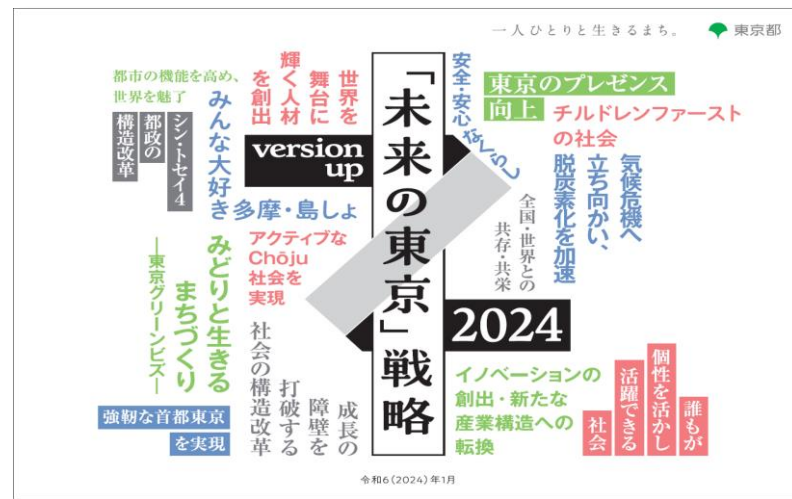 一人ひとりと生きるまち。
東京都
「未来の東京」戦略
version
up
2024
都市の機能を高め、
世界を魅了
シン・トセイ4
都政の
構造改革
みんな大好き多摩・島しょ
世界を
舞台に
輝く人材
を創出
安全・安心なくらし
東京のプレゼンス
向上
チルドレンファースト
の社会
気候危機へ
立ち向かい、
脱炭素化を加速
全国・世界との
共存・共栄
アクティブな
Chōju
社会を
実現
みどりと生きる
まちづくり
―東京グリーンビズ―
強靭な首都東京
を実現
成長の
障壁を
打破する
社会の構造改革
イノベーションの
創出・新たな
産業構造への
転換
誰もが
個性を活かし
活躍できる
社会
令和6(2024)年1月